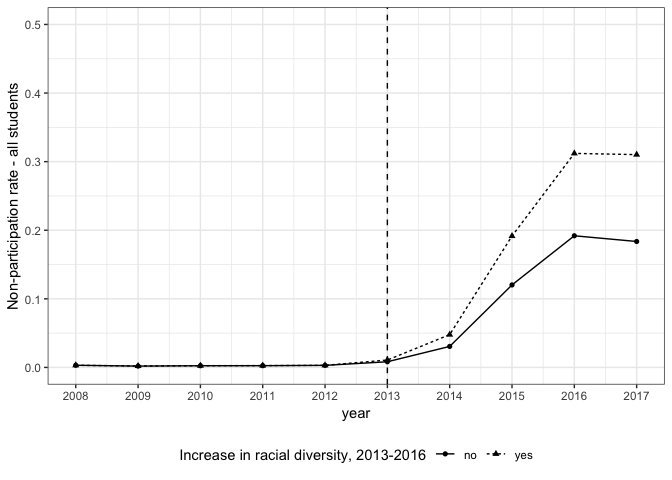 0.5
0.4
0.3
0.2
0.1
0.0
Non-participation rate - all students
2008 2009 2010 2011 2012 2013 2014 2015 2016 2017
year
Increase in racial diversity, 2013-2016 no yes